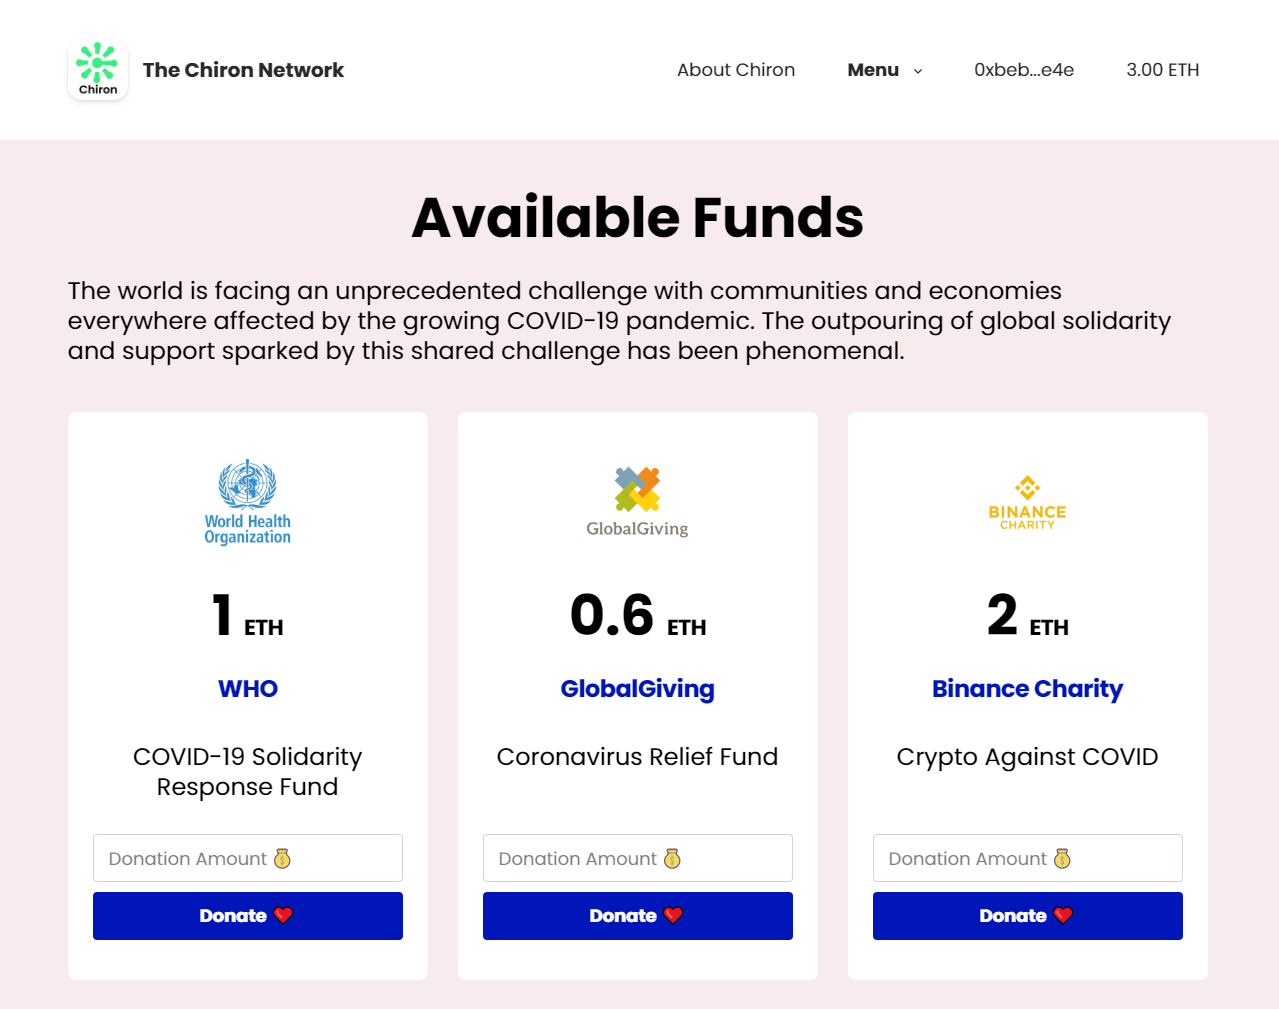 Chiron
The Chiron Network
About Chiron
Menu
0xbeb...e4e
3.00 ETH
Available Funds
The world is facing an unprecedented challenge with communities and economies
everywhere affected by the growing COVID-19 pandemic. The outpouring of global solidarity
and support sparked by this shared challenge has been phenomenal.
World Health
Organization
1 ETH
WHO
COVID-19 Solidarity
Response Fund
Donation Amount
Donate
GlobalGiving
0.6 ETH
GlobalGiving
Coronavirus Relief Fund
Donation Amount
Donate
BINANCE
CHARITY
2 ETH
Binance Charity
Crypto Against COVID
Donation Amount
Donate